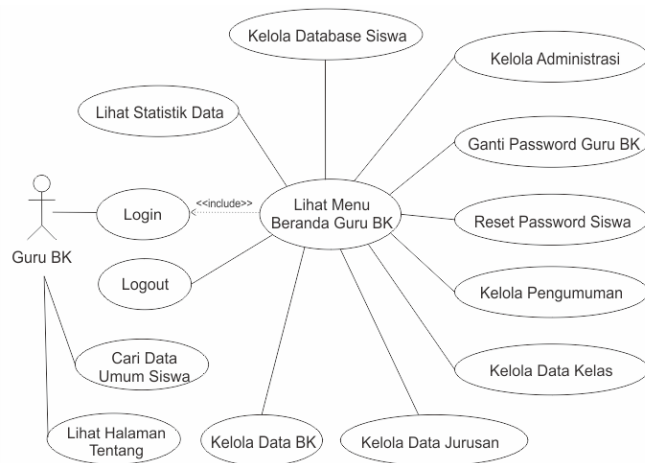 Kelola Database Siswa
Kelola Administrasi
Lihat Statistik Data
Ganti Password Guru BK
<<include>>
Login
Lihat Menu
Beranda Guru BK
Reset Password Siswa
Guru BK
Logout
Kelola Pengumuman
Cari Data
Umum Siswa
Kelola Data Kelas
Lihat Halaman
Tentang
Kelola Data BK
Kelola Data Jurusan